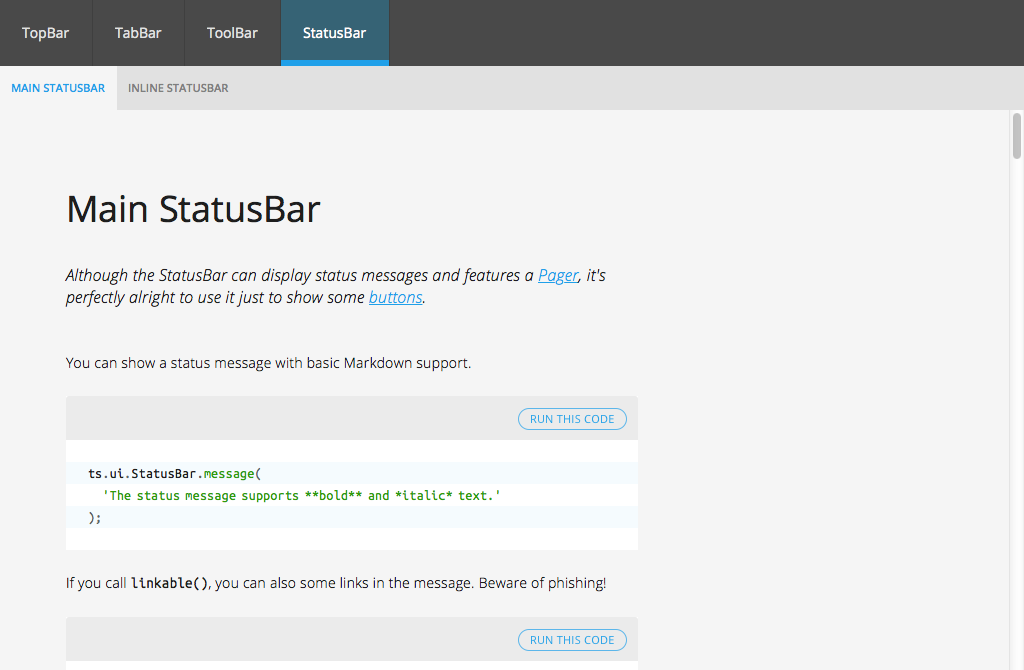 TopBar TabBar ToolBar StatusBar
MAIN STATUSBAR INLINE STATUSBAR
Main StatusBar
Although the StatusBar can display status messages and features a Pager, it's
perfectly alright to use it just to show some buttons.
You can show a status message with basic Markdown support.
RUN THIS CODE
ts.ui.StatusBar.message(
'The status message supports **bold** and *italic* text.'
);
If you call linkable(), you can also some links in the message. Beware of phishing!
RUN THIS CODE